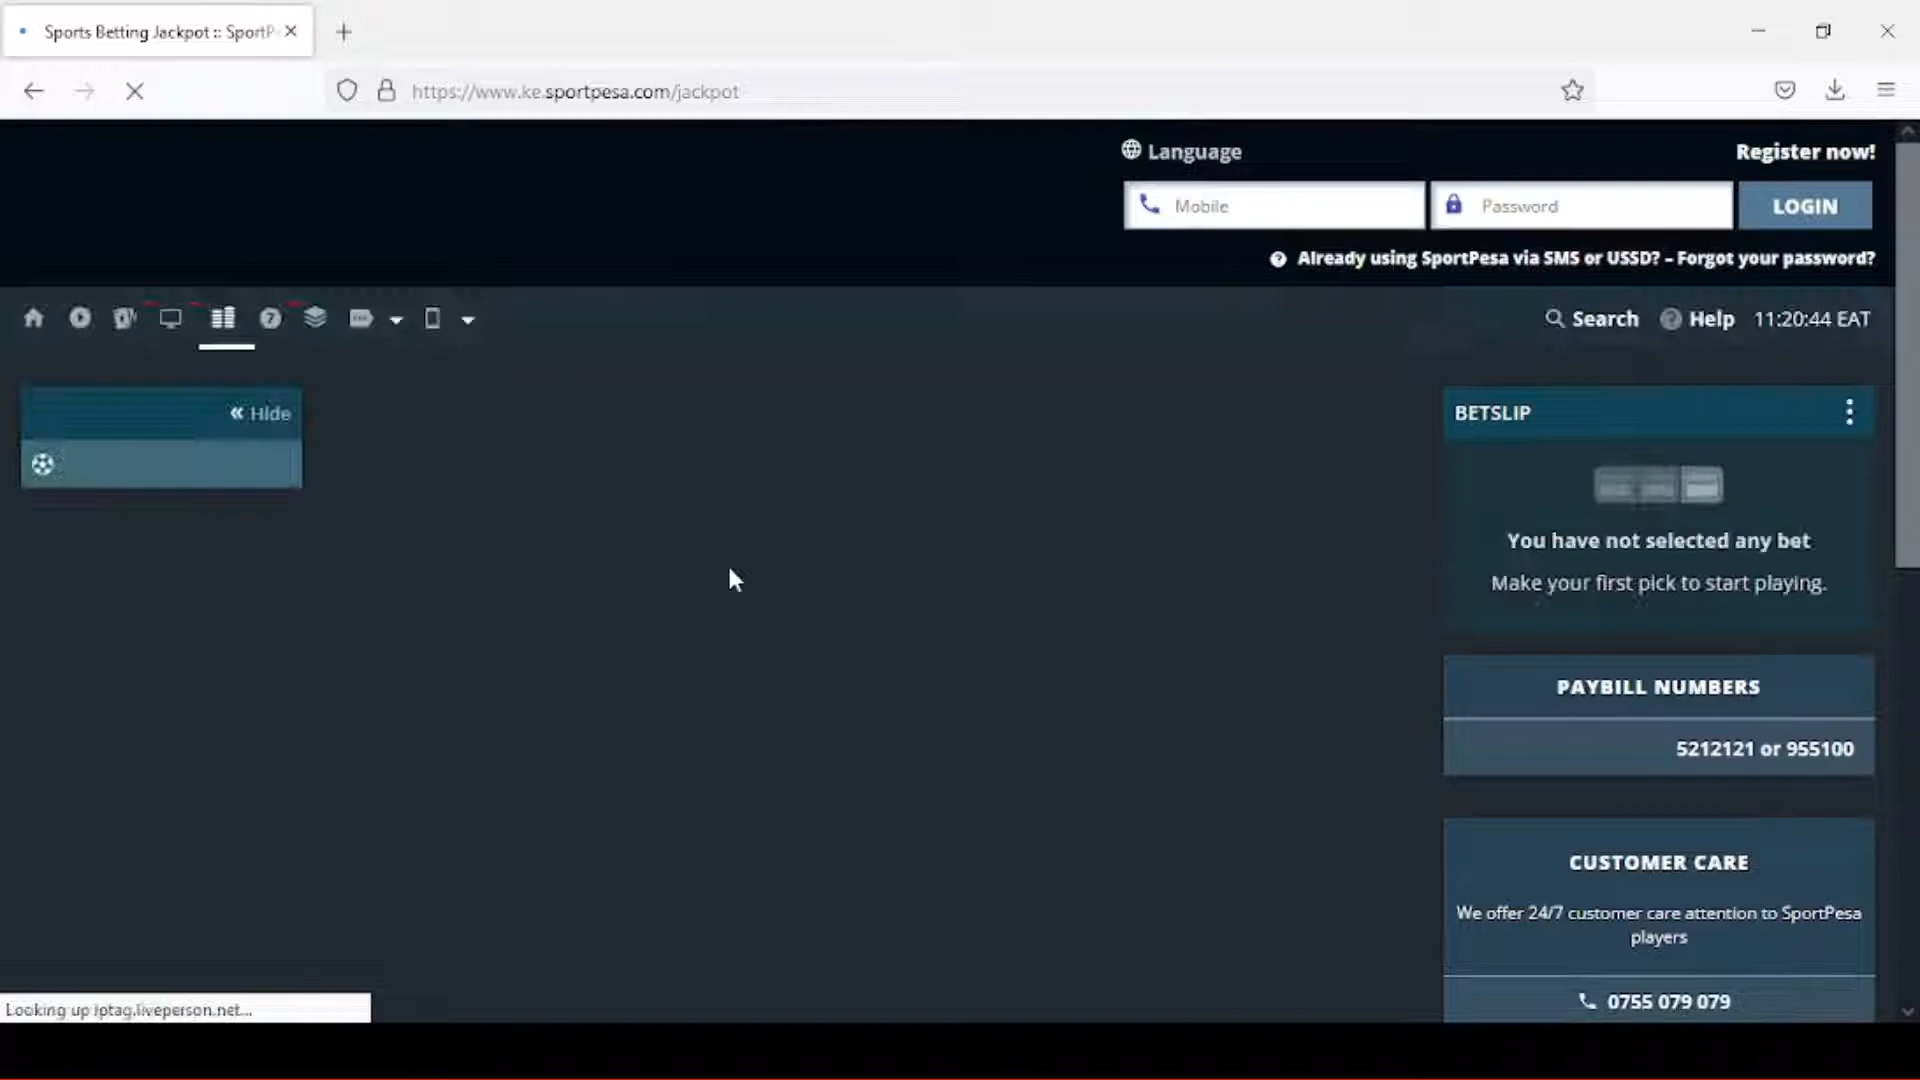 Sports Betting Jackpot :: SportP
https://www.ke.sportpesa.com/jackpot
Language
Register now!
Mobile
Password
LOGIN
Already using SportPesa via SMS or USSD? – Forgot your password?
Search
Help
11:20:44 EAT
Hide
BETSLIP
You have not selected any bet
Make your first pick to start playing.
PAYBILL NUMBERS
5212121 or 955100
CUSTOMER CARE
We offer 24/7 customer care attention to SportPesa
players
0755 079 079
Looking up lptag.liveperson.net...